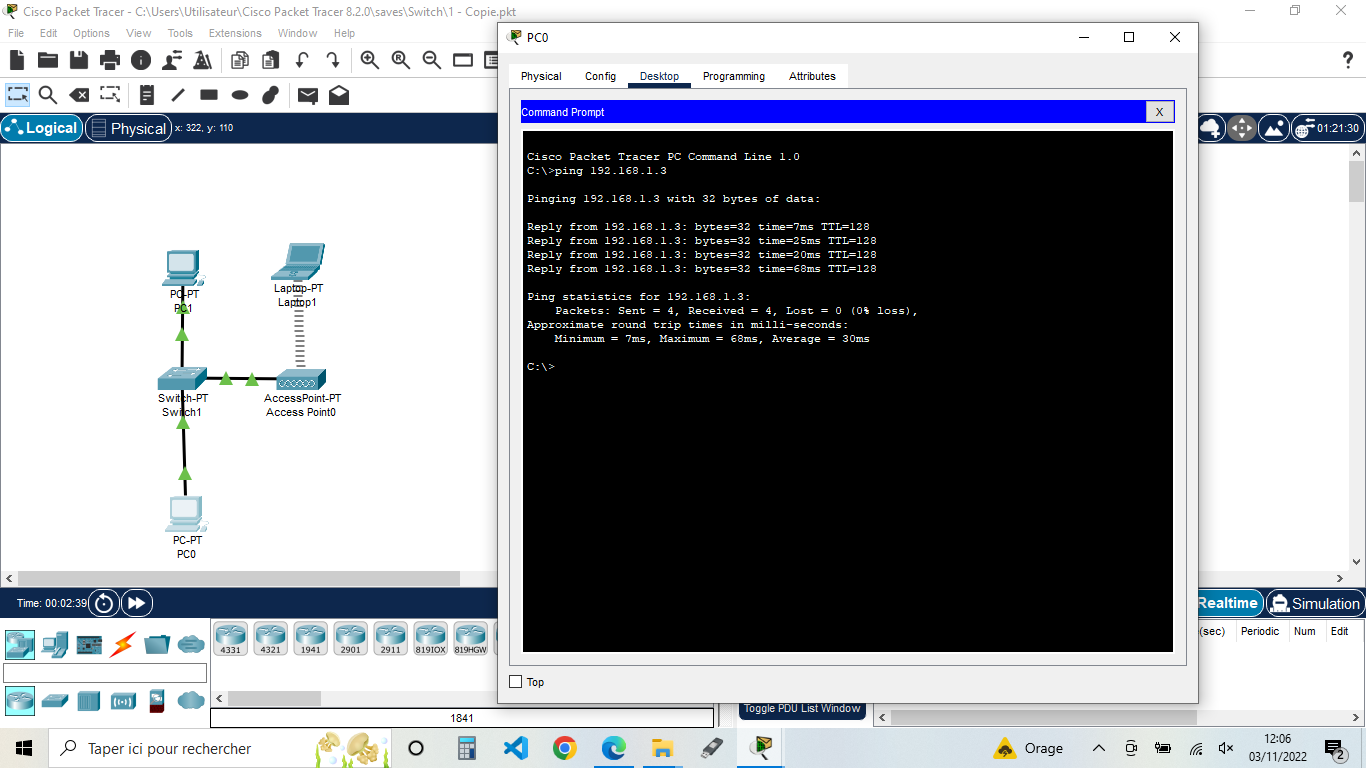 Cisco Packet Tracer - C:\Users\Utilisateur\Cisco Packet Tracer 8.2.0\saves\Switch\1 - Copie.pkt
File Edit Options View Tools Extensions Window Help
Logical
Physical
x: 322, y: 110
01:21:30
PC0
Physical Config Desktop Programming Attributes
Command Prompt
X
Cisco Packet Tracer PC Command Line 1.0
C:\>ping 192.168.1.3
Pinging 192.168.1.3 with 32 bytes of data:
Reply from 192.168.1.3: bytes=32 time=7ms TTL=128
Reply from 192.168.1.3: bytes=32 time=25ms TTL=128
Reply from 192.168.1.3: bytes=32 time=20ms TTL=128
Reply from 192.168.1.3: bytes=32 time=68ms TTL=128
Ping statistics for 192.168.1.3:
Packets: Sent = 4, Received = 4, Lost = 0 (0% loss),
Approximate round trip times in milli-seconds:
Minimum = 7ms, Maximum = 68ms, Average = 30ms
C:\>
Top
PC-PT
PC1
Laptop-PT
Laptop1
Switch-PT
Switch1
AccessPoint-PT
Access Point0
PC-PT
PC0
Time: 00:02:39
Realtime
Simulation
4331 4321 1941 2901 2911 819IOX 819HGW
1841
(sec) Periodic Num Edit
Toggle PDU List Window
Taper ici pour rechercher
Orage
12:06
03/11/2022
2